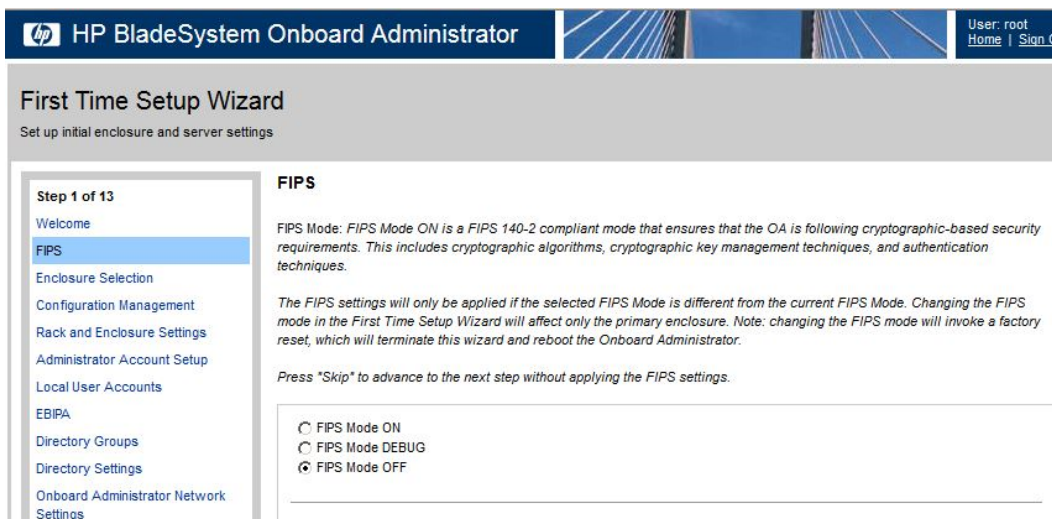 hp HP BladeSystem Onboard Administrator
User: root
Home | Sign
First Time Setup Wizard
Set up initial enclosure and server settings
Step 1 of 13
Welcome
FIPS
Enclosure Selection
Configuration Management
Rack and Enclosure Settings
Administrator Account Setup
Local User Accounts
EBIPA
Directory Groups
Directory Settings
Onboard Administrator Network
Settings
FIPS
FIPS Mode: FIPS Mode ON is a FIPS 140-2 compliant mode that ensures that the OA is following cryptographic-based security
requirements. This includes cryptographic algorithms, cryptographic key management techniques, and authentication
techniques.
The FIPS settings will only be applied if the selected FIPS Mode is different from the current FIPS Mode. Changing the FIPS
mode in the First Time Setup Wizard will affect only the primary enclosure. Note: changing the FIPS mode will invoke a factory
reset, which will terminate this wizard and reboot the Onboard Administrator.
Press "Skip" to advance to the next step without applying the FIPS settings.
FIPS Mode ON
FIPS Mode DEBUG
FIPS Mode OFF